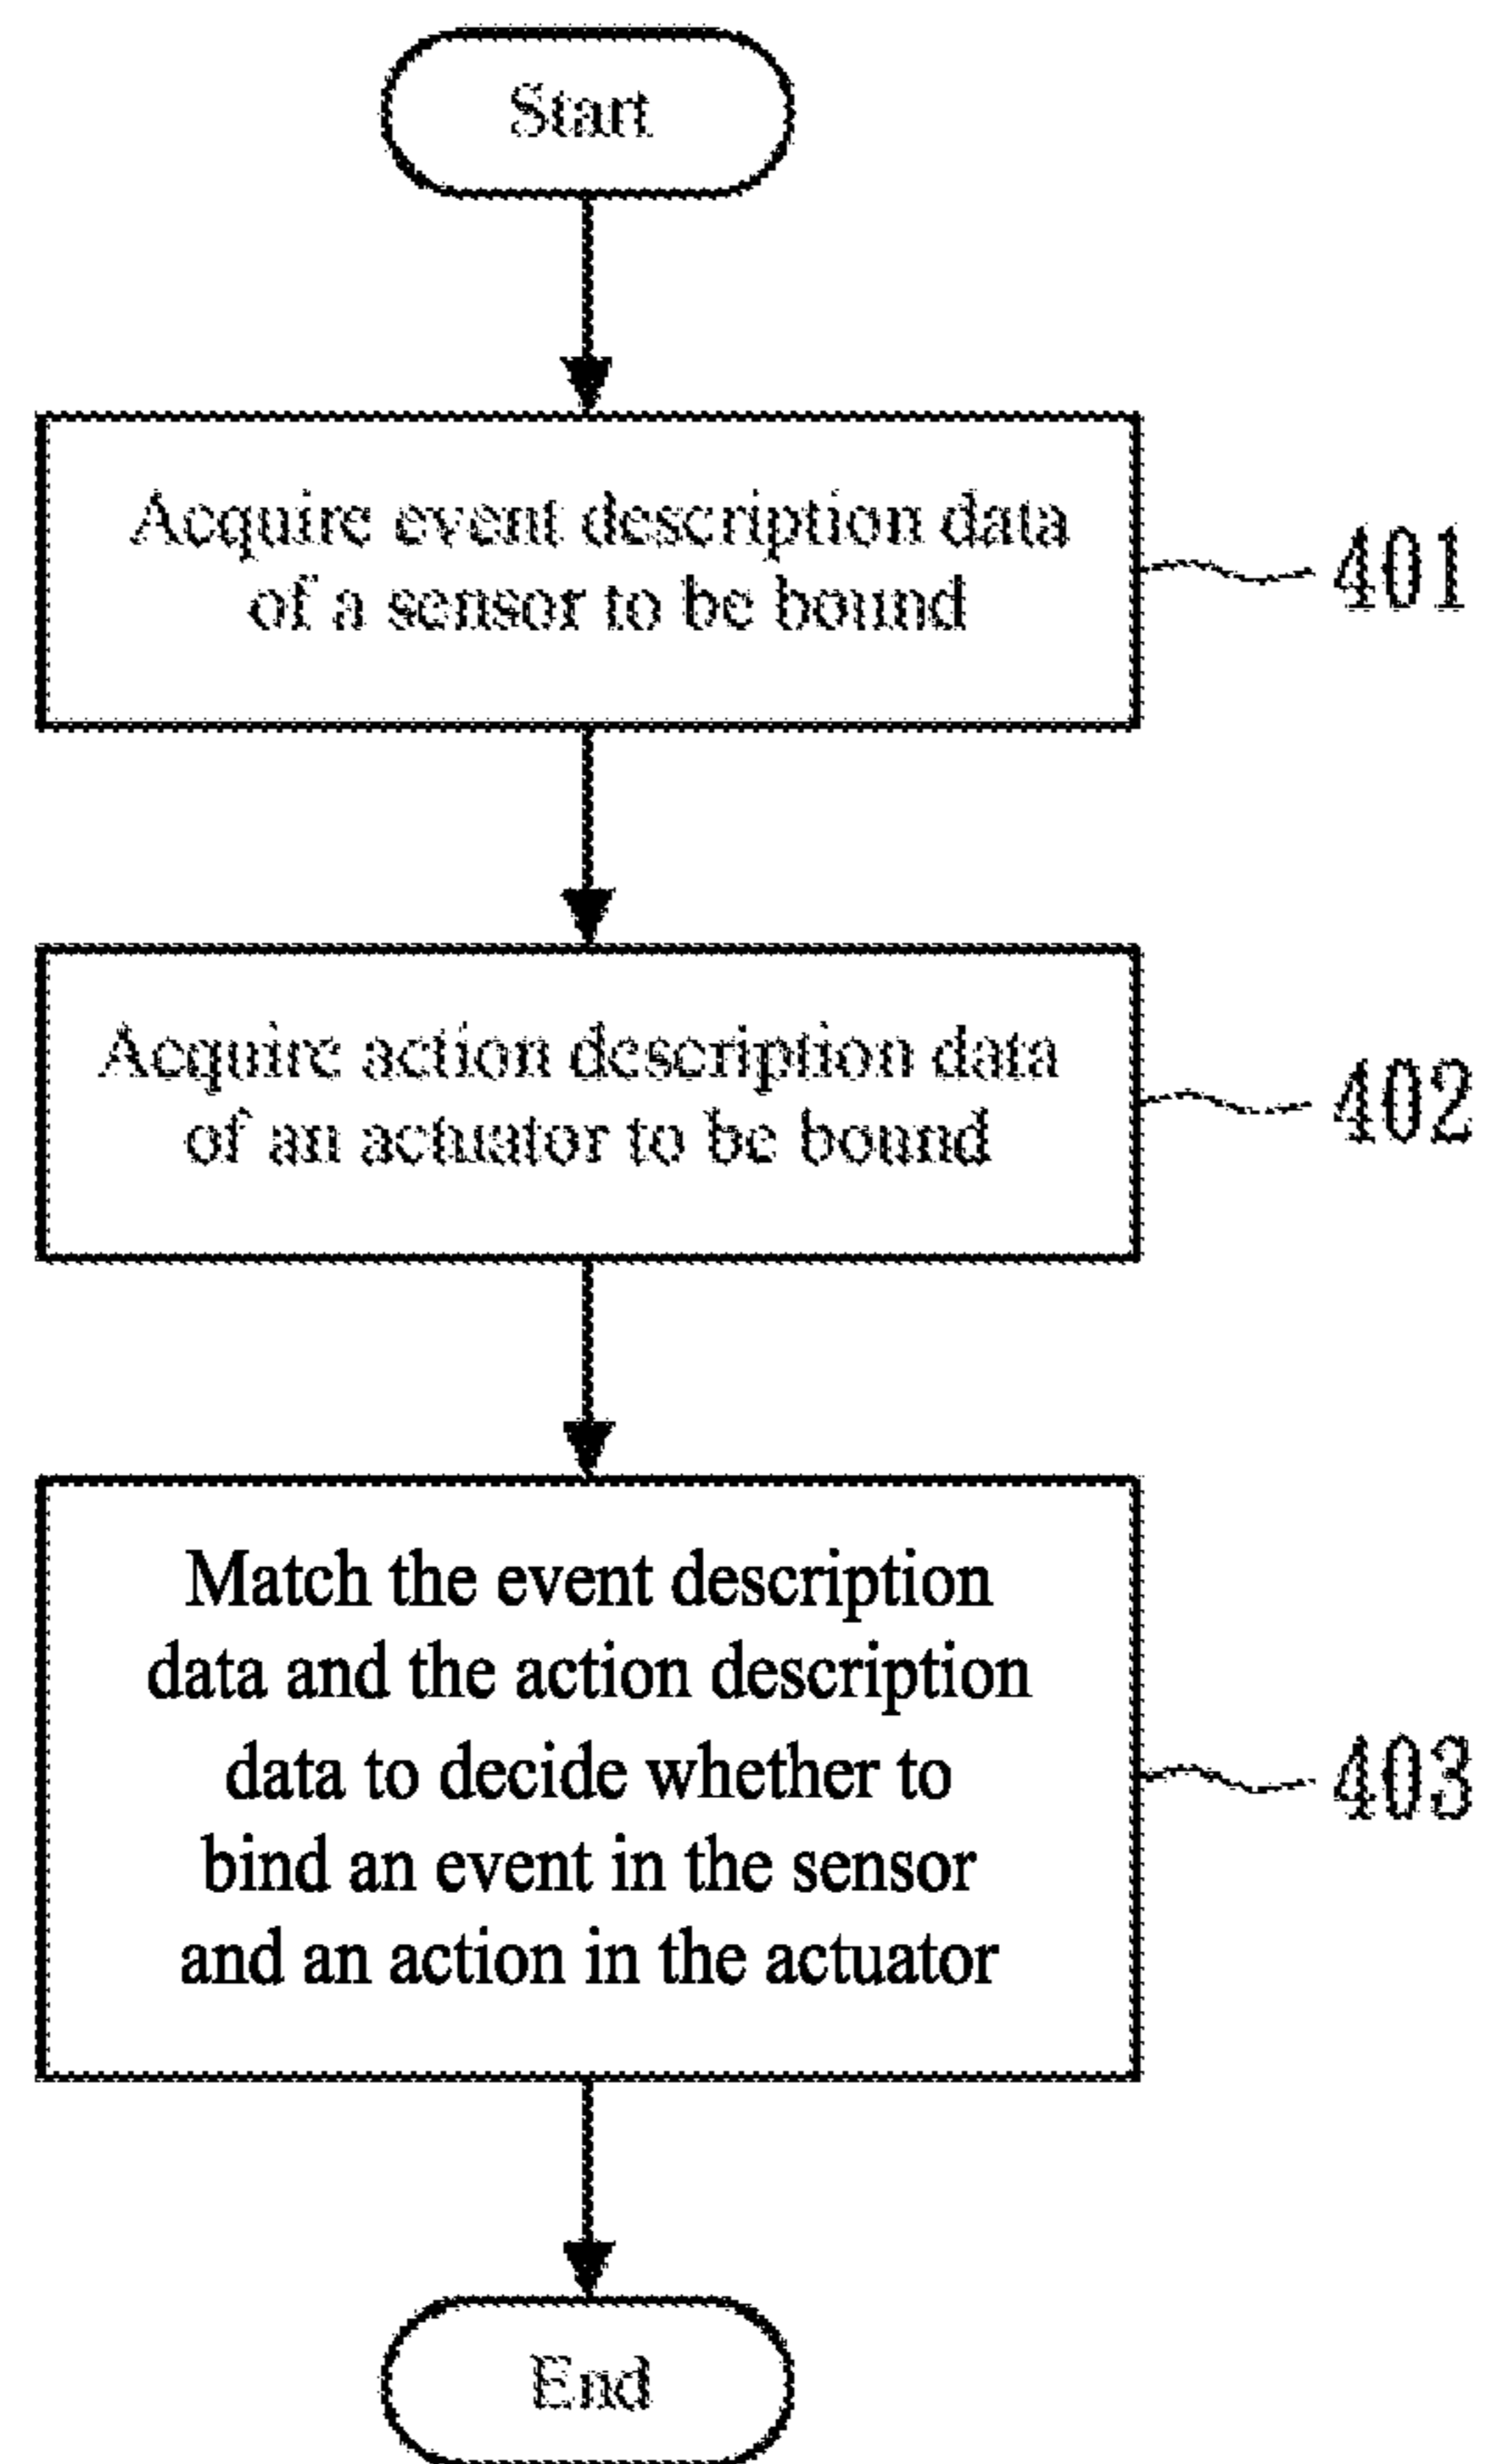 Start
Acquire event description data
of a sensor to be bound
401
Acquire action description data
of an actuator to be bound
402
Match the event description
data and the action description
data to decide whether to
bind an event in the sensor
and an action in the actuator
403
End